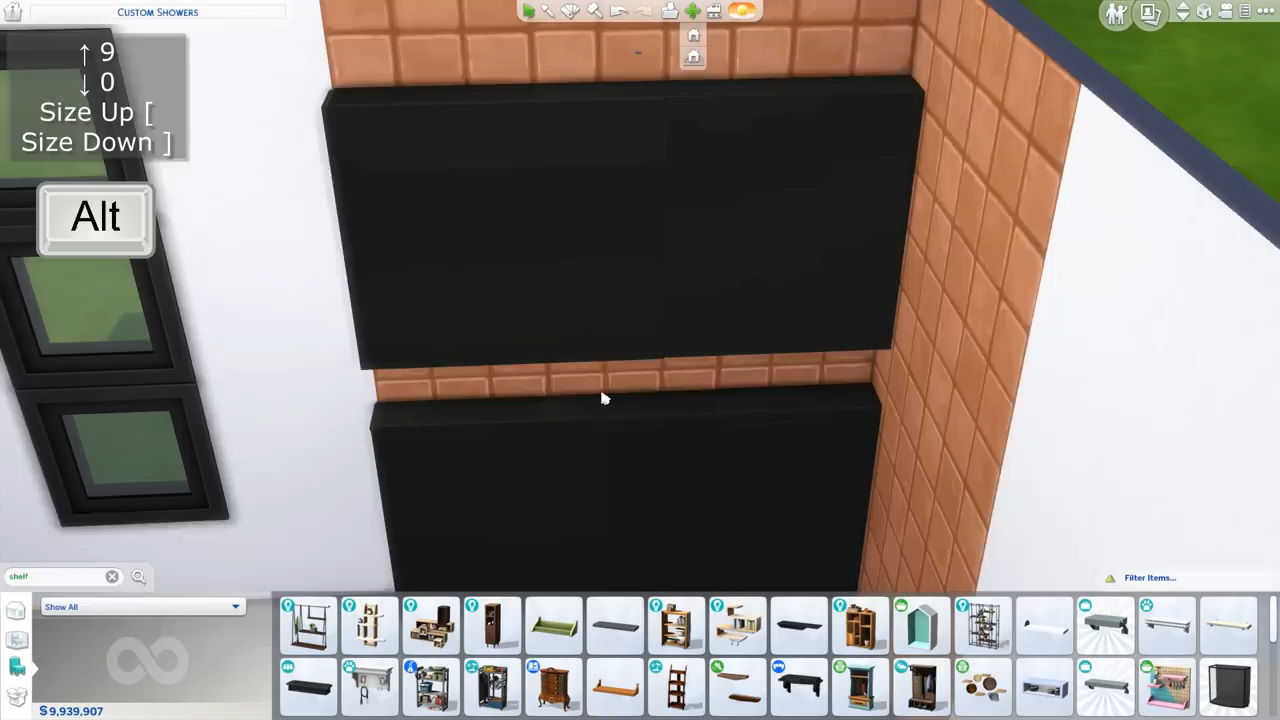 CUSTOM SHOWERS
↑ 9
↓ 0
Size Up [
Size Down ]
Alt
shelf
Filter Items...
Show All
§9,939,907